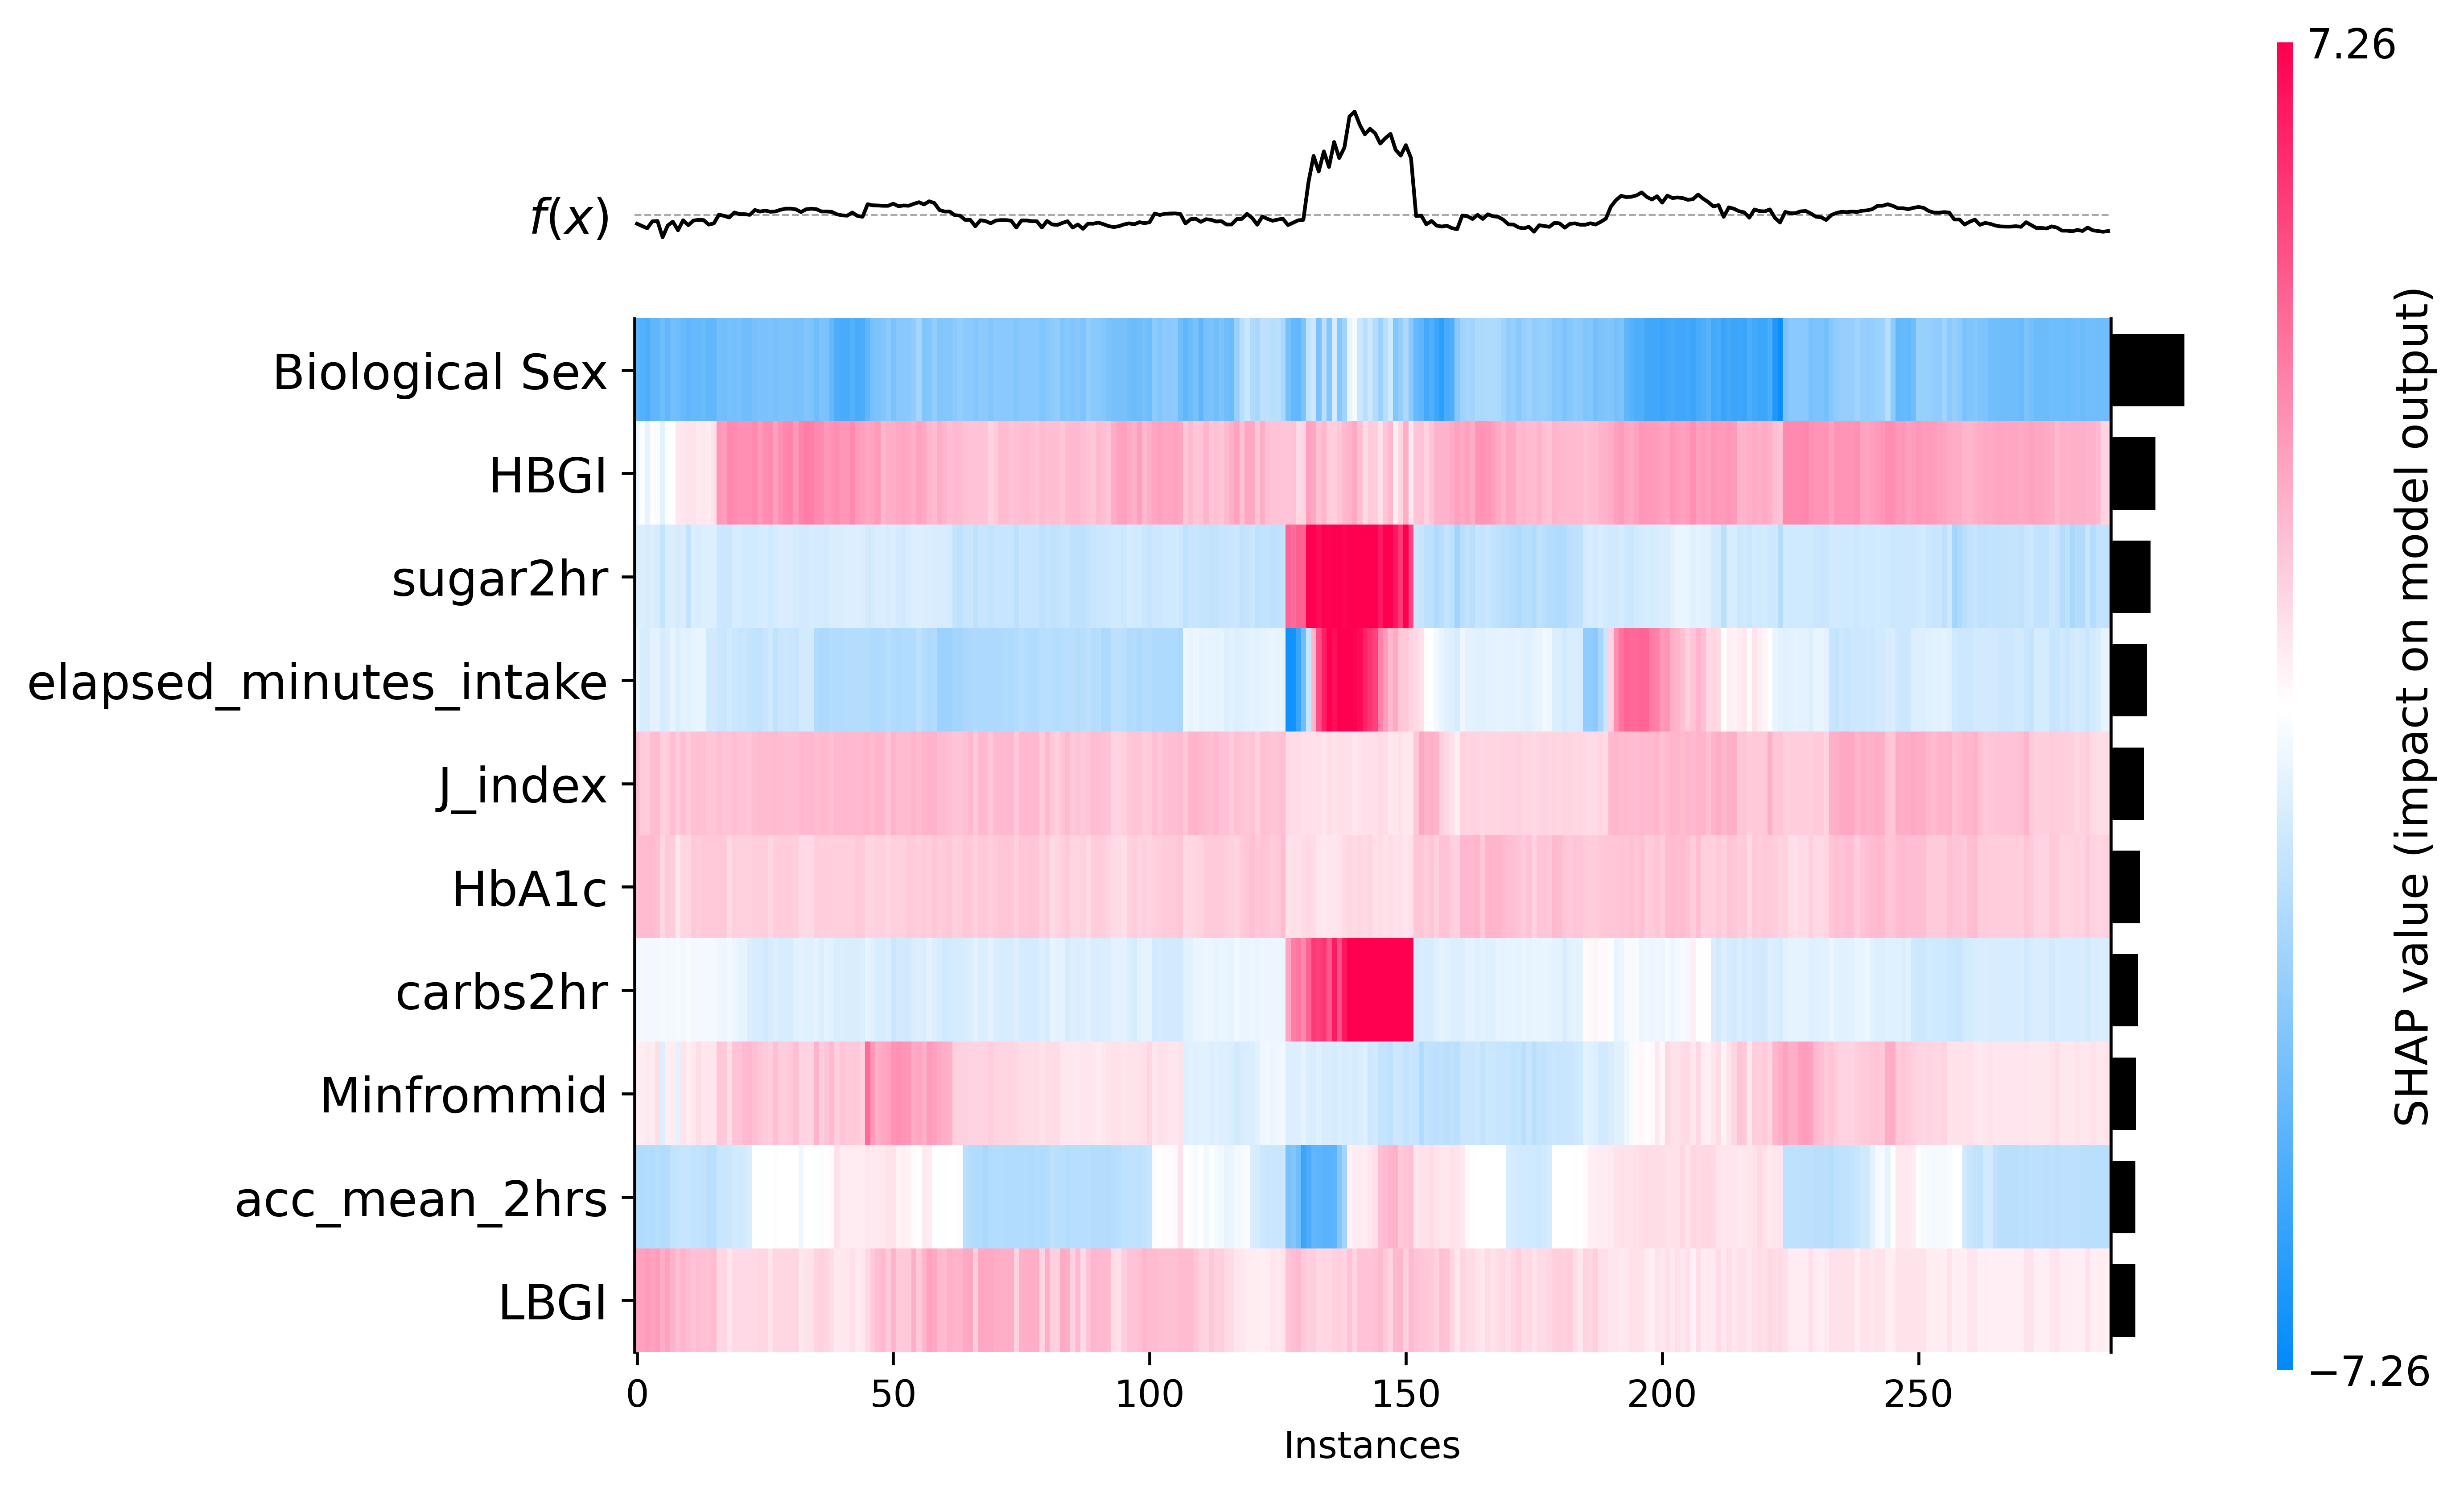 7.26
f(x)
Biological Sex
HBGI
sugar2hr
elapsed_minutes_intake
J_index
HbA1c
carbs2hr
Minfrommid
acc_mean_2hrs
LBGI
0 50 100 150 200 250
Instances
SHAP value (impact on model output)
−7.26